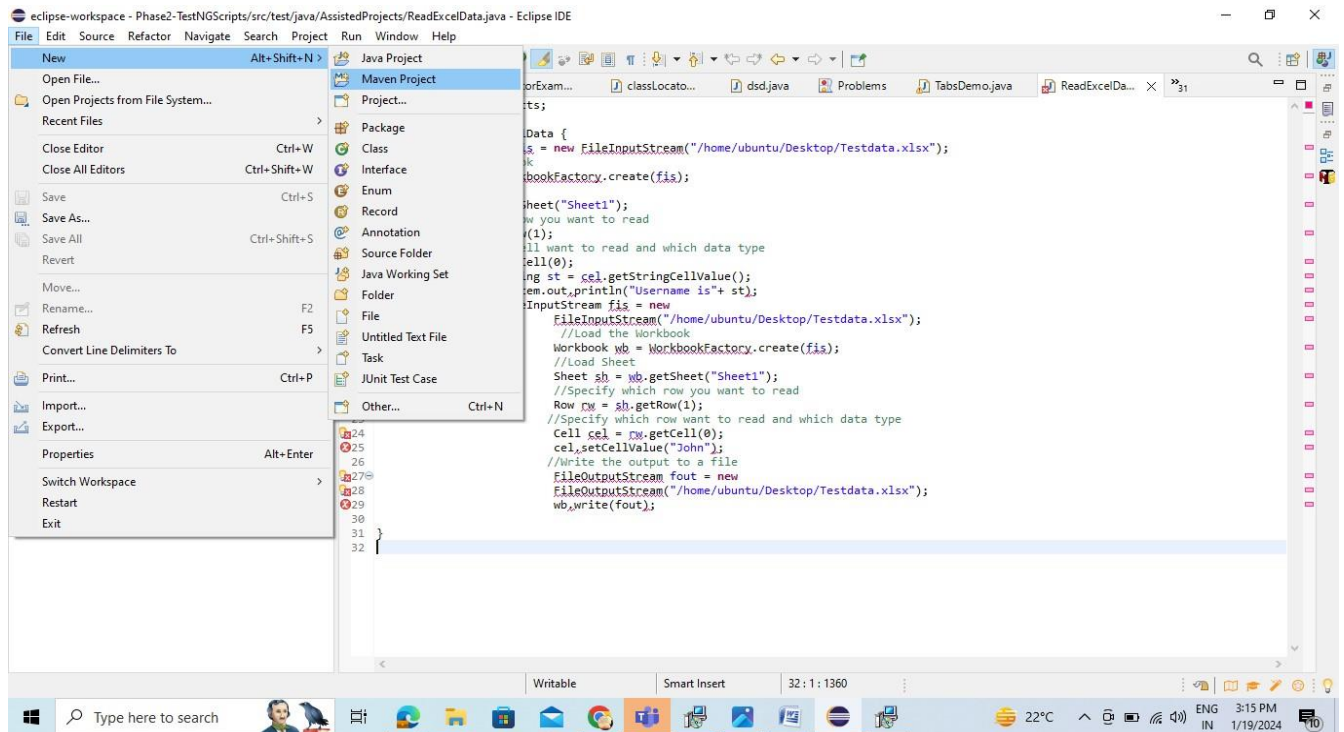 eclipse-workspace - Phase2-TestNGScripts/src/test/java/AssistedProjects/ReadExcelData.java - Eclipse IDE
File Edit Source Refactor Navigate Search Project Run Window Help
New Alt+Shift+N >
Open File...
Open Projects from File System...
Recent Files >
Close Editor Ctrl+W
Close All Editors Ctrl+Shift+W
Save Ctrl+S
Save As...
Save All Ctrl+Shift+S
Revert
Move...
Rename... F2
Refresh F5
Convert Line Delimiters To >
Print... Ctrl+P
Import...
Export...
Properties Alt+Enter
Switch Workspace >
Restart
Exit
Java Project
Maven Project
Project...
Package
Class
Interface
Enum
Record
Annotation
Source Folder
Java Working Set
Folder
File
Untitled Text File
Task
JUnit Test Case
Other... Ctrl+N
orExam... classLocato... dsd.java Problems TabsDemo.java ReadExcelDa... 31
ts;
Data {
s = new FileInputStream("/home/ubuntu/Desktop/Testdata.xlsx");
ok
kbookFactory.create(fis);
Sheet("Sheet1");
ow you want to read
w(1);
ell want to read and which data type
Cell(0);
ing st = cel.getStringCellValue();
tem.out.println("Username is"+ st);
eInputStream fis = new
FileInputStream("/home/ubuntu/Desktop/Testdata.xlsx");
//Load the Workbook
Workbook wb = WorkbookFactory.create(fis);
//Load Sheet
Sheet sh = wb.getSheet("Sheet1");
//Specify which row you want to read
Row rw = sh.getRow(1);
23 //Specify which row want to read and which data type
24 Cell cel = rw.getCell(0);
25 cel.setCellValue("John");
26 //Write the output to a file
27 FileOutputStream fout = new
28 FileOutputStream("/home/ubuntu/Desktop/Testdata.xlsx");
29 wb.write(fout);
30
31 }
32
Writable Smart Insert 32 : 1 : 1360
Type here to search 22°C ENG IN 3:15 PM 1/19/2024